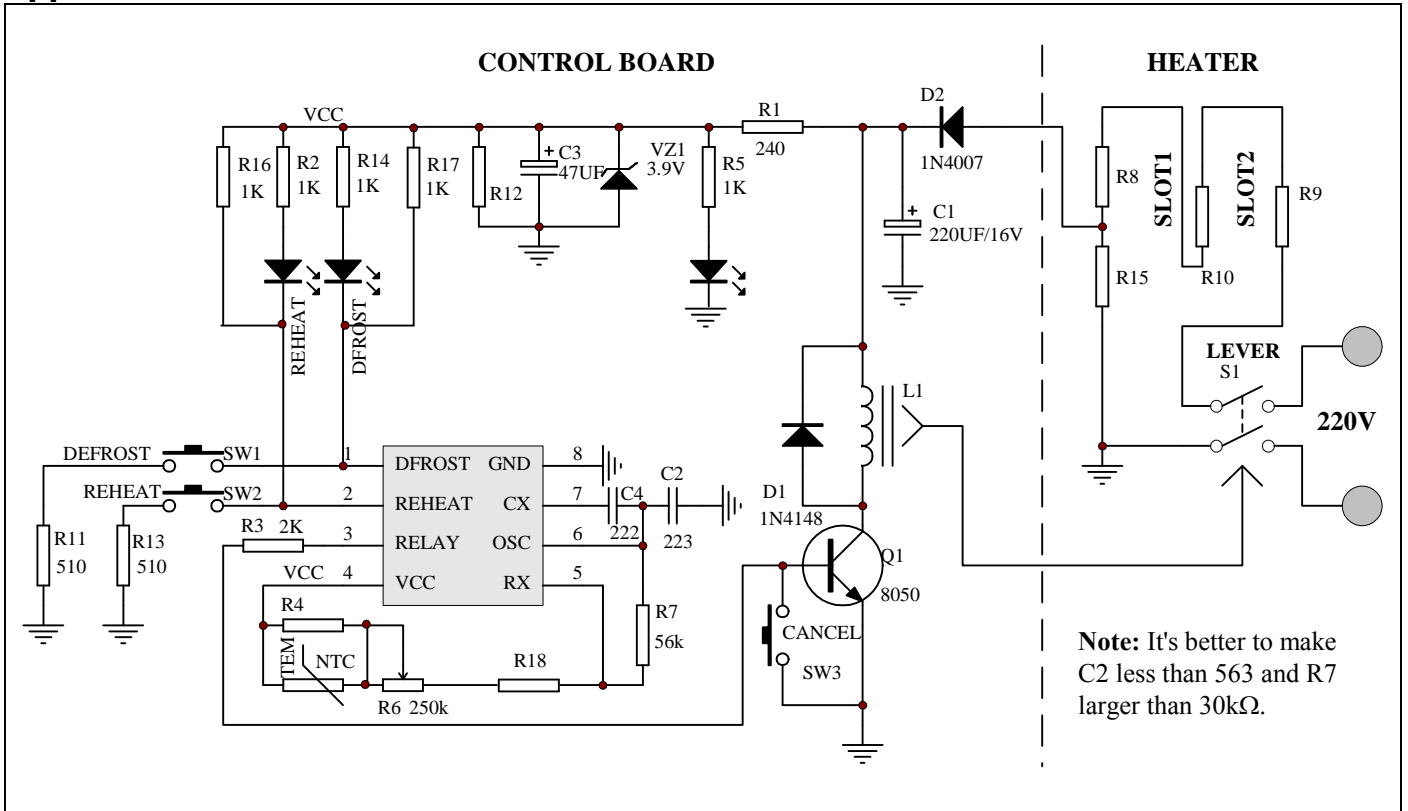 CONTROL BOARD
HEATER
VCC
R1
240
D2
1N4007
R16
1K
R2
1K
R14
1K
R17
1K
R12
C3
47UF
VZ1
3.9V
R5
1K
C1
220UF/16V
R8
SLOT1
R10
SLOT2
R9
R15
REHEAT
DFROST
LEVER
S1
220V
L1
D1
1N4148
DEFROST
SW1
REHEAT
SW2
R11
510
R13
510
R3 2K
1
2
3
4
DFROST GND
REHEAT CX
RELAY OSC
VCC RX
8
7
6
5
C4
222
C2
223
VCC
R4
TEM
NTC
R6 250k
R18
R7
56k
Q1
8050
CANCEL
SW3
Note: It's better to make
C2 less than 563 and R7
larger than 30kΩ.